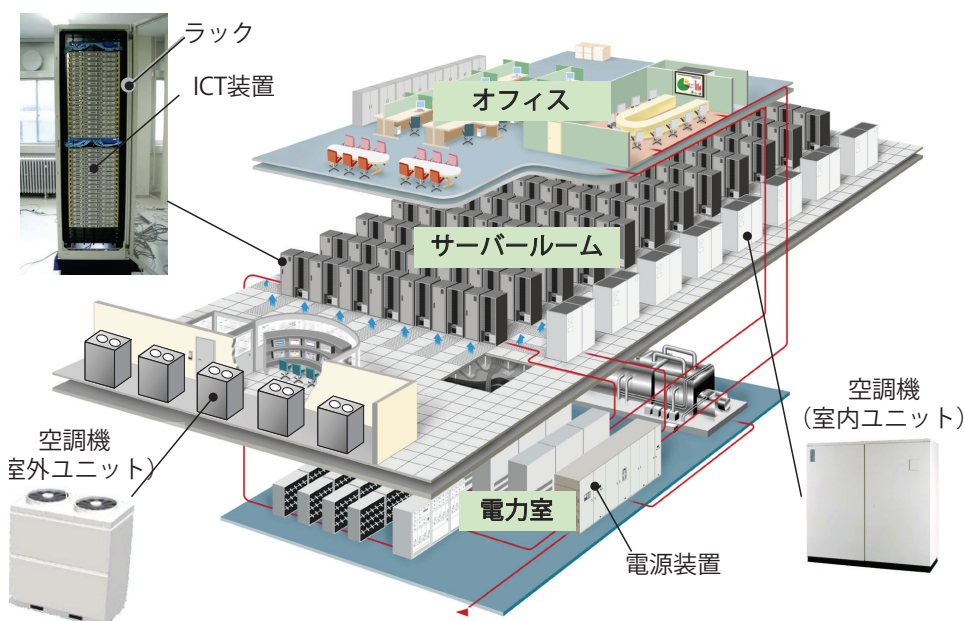 ラック
ICT装置
オフィス
サーバールーム
空調機
（室内ユニット）
空調機
室外ユニット）
電力室
電源装置